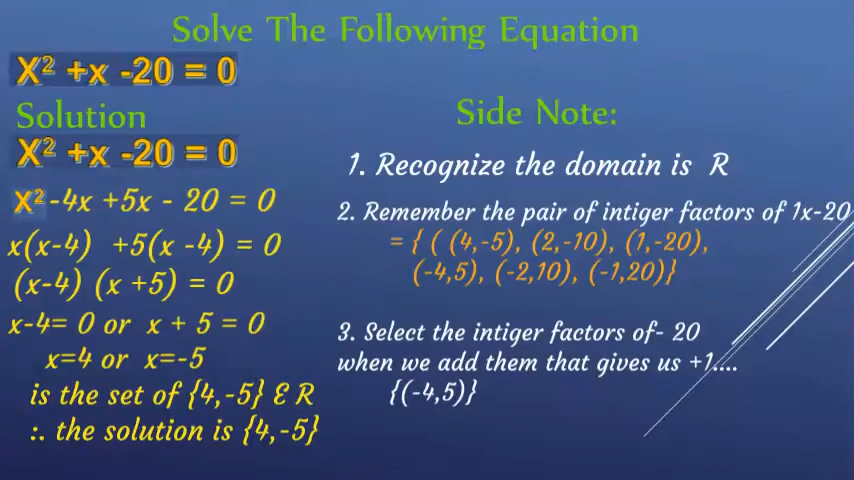 Solve The Following Equation
X² +x -20 = 0
Solution
X² +x -20 = 0
X²-4x +5x - 20 = 0
x(x-4) +5(x -4) = 0
(x-4) (x +5) = 0
x-4= 0 or x + 5 = 0
x=4 or x=-5
is the set of {4,-5} ℰ R
:. the solution is {4,-5}
Side Note:
1. Recognize the domain is R
2. Remember the pair of intiger factors of 1x-20
= { ( (4,-5), (2,-10), (1,-20),
(-4,5), (-2,10), (-1,20)}
3. Select the intiger factors of- 20
when we add them that gives us +1....
{(-4,5)}